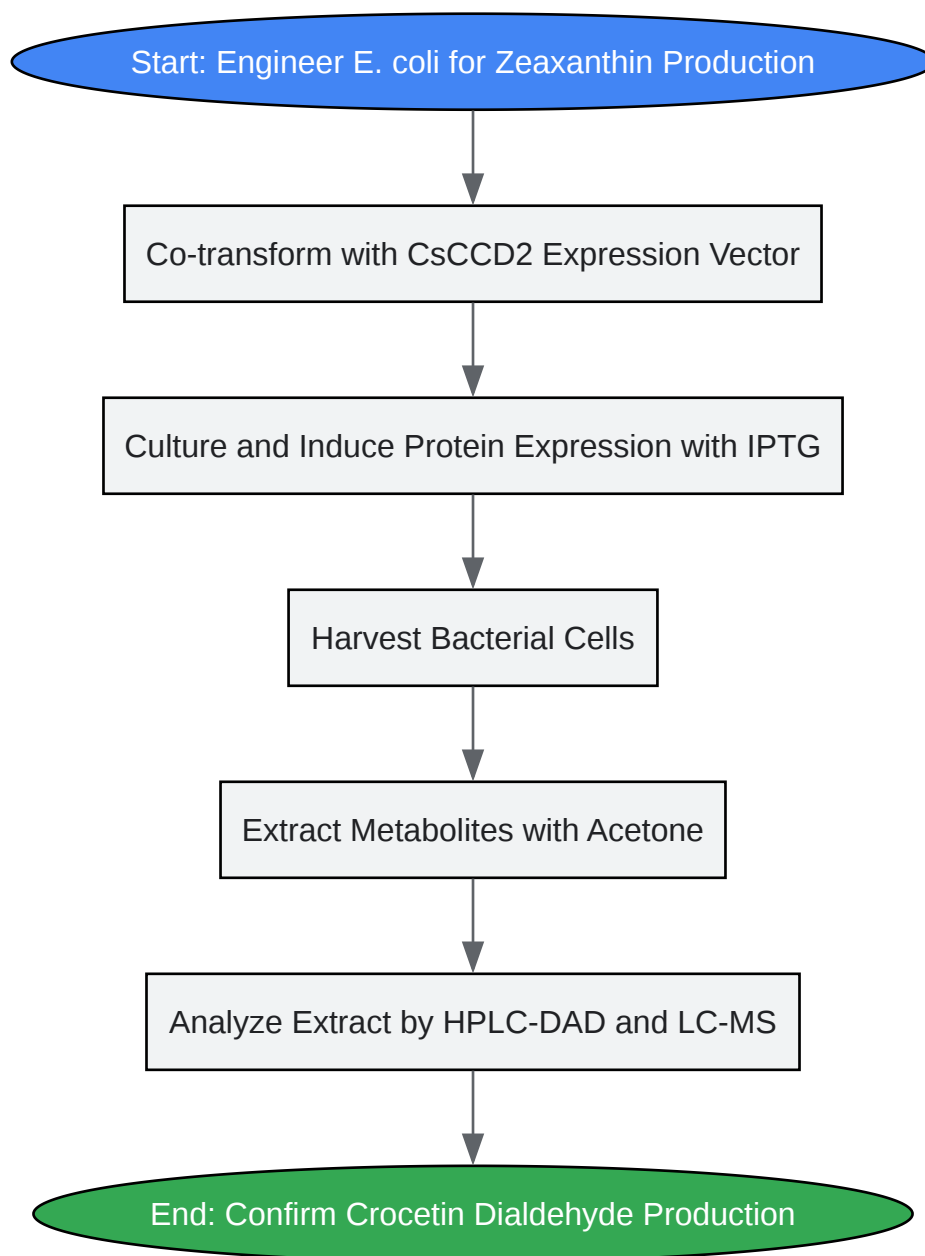 Start: Engineer E. coli for Zeaxanthin Production
Co-transform with CsCCD2 Expression Vector
Culture and Induce Protein Expression with IPTG
Harvest Bacterial Cells
Extract Metabolites with Acetone
Analyze Extract by HPLC-DAD and LC-MS
End: Confirm Crocetin Dialdehyde Production